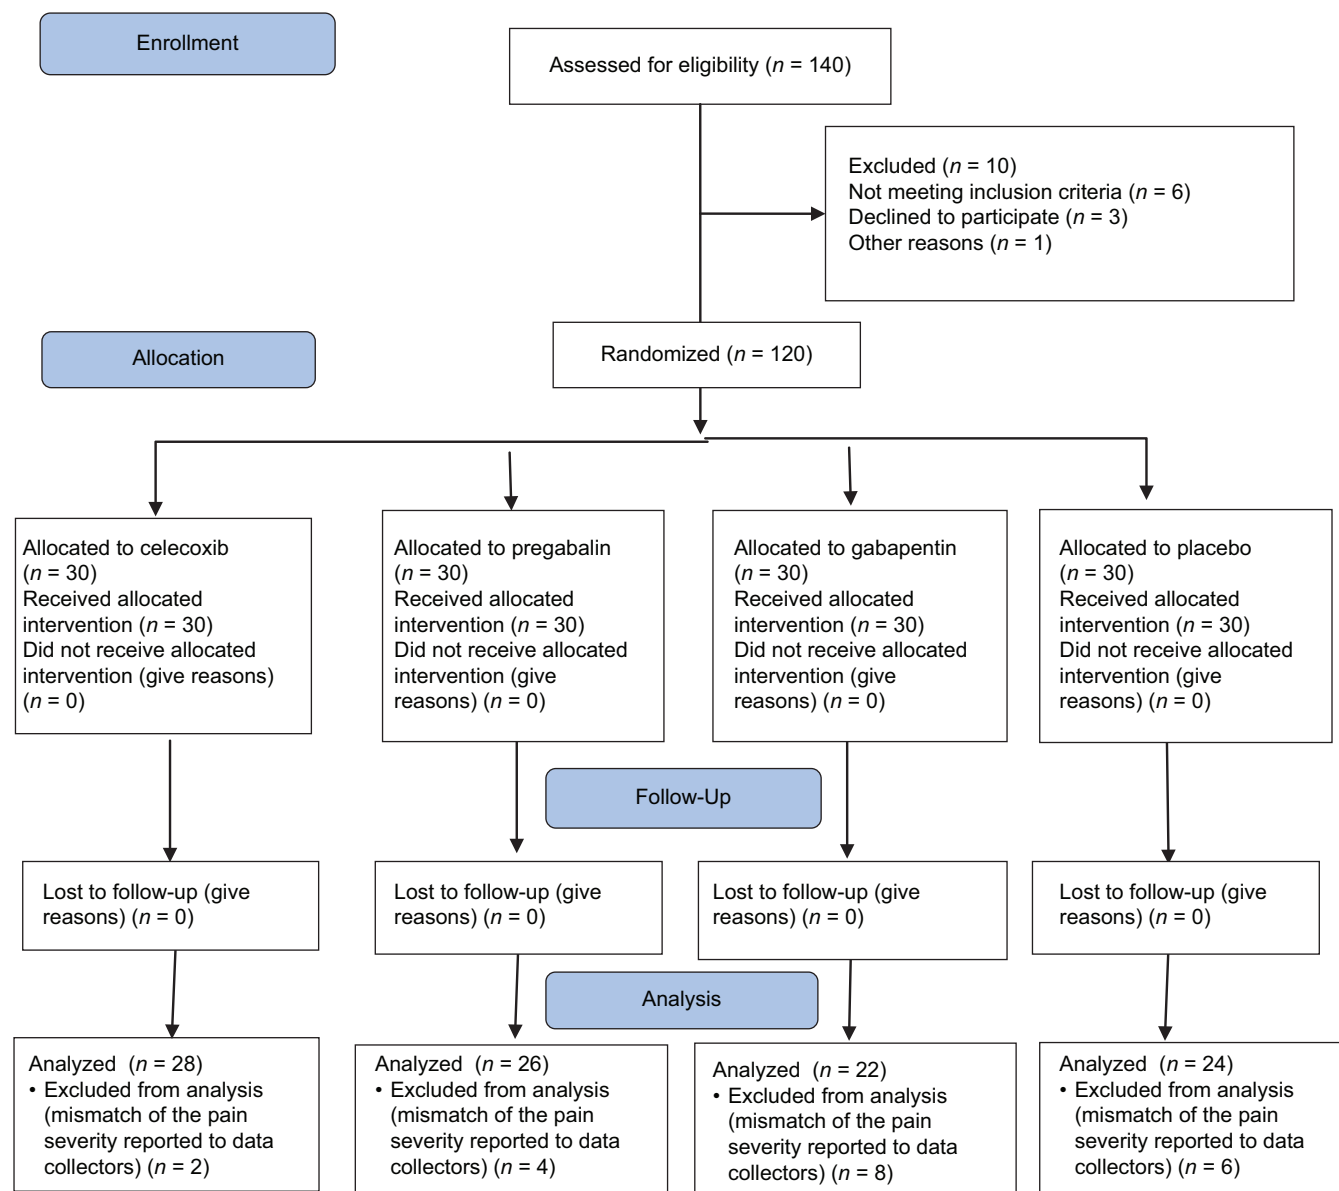 Enrollment
Assessed for eligibility (n = 140)
Excluded (n = 10)
Not meeting inclusion criteria (n = 6)
Declined to participate (n = 3)
Other reasons (n = 1)
Allocation
Randomized (n = 120)
Allocated to celecoxib
(n = 30)
Received allocated
intervention (n = 30)
Did not receive allocated
intervention (give reasons)
(n = 0)
Allocated to pregabalin
(n = 30)
Received allocated
intervention (n = 30)
Did not receive allocated
intervention (give
reasons) (n = 0)
Allocated to gabapentin
(n = 30)
Received allocated
intervention (n = 30)
Did not receive allocated
intervention (give
reasons) (n = 0)
Allocated to placebo
(n = 30)
Received allocated
intervention (n = 30)
Did not receive allocated
intervention (give
reasons) (n = 0)
Follow-Up
Lost to follow-up (give
reasons) (n = 0)
Lost to follow-up (give
reasons) (n = 0)
Lost to follow-up (give
reasons) (n = 0)
Lost to follow-up (give
reasons) (n = 0)
Analysis
Analyzed (n = 28)
• Excluded from analysis
(mismatch of the pain
severity reported to data
collectors) (n = 2)
Analyzed (n = 26)
• Excluded from analysis
(mismatch of the pain
severity reported to data
collectors) (n = 4)
Analyzed (n = 22)
• Excluded from analysis
(mismatch of the pain
severity reported to data
collectors) (n = 8)
Analyzed (n = 24)
• Excluded from analysis
(mismatch of the pain
severity reported to data
collectors) (n = 6)